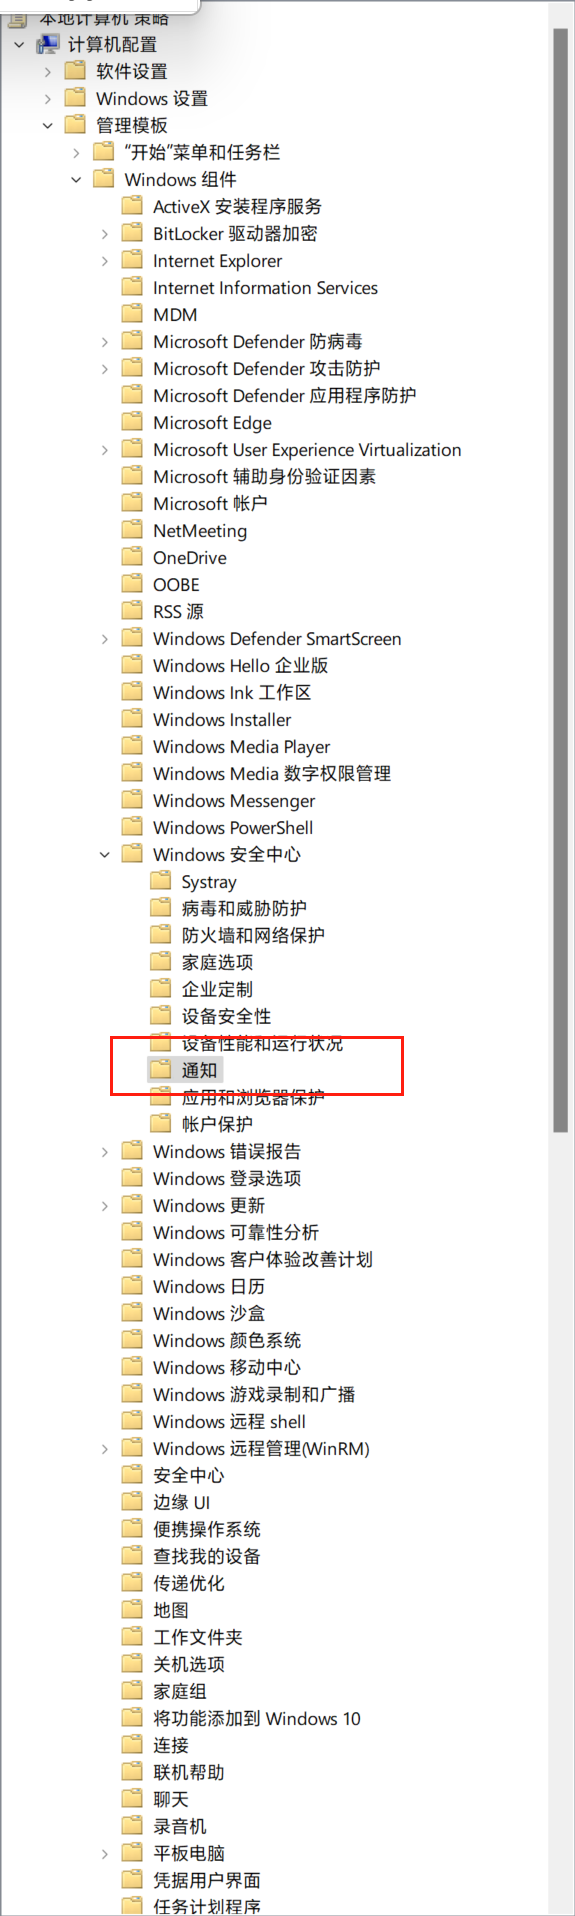 本地计算机 策略
计算机配置
软件设置
Windows 设置
管理模板
“开始”菜单和任务栏
Windows 组件
ActiveX 安装程序服务
BitLocker 驱动器加密
Internet Explorer
Internet Information Services
MDM
Microsoft Defender 防病毒
Microsoft Defender 攻击防护
Microsoft Defender 应用程序防护
Microsoft Edge
Microsoft User Experience Virtualization
Microsoft 辅助身份验证因素
Microsoft 帐户
NetMeeting
OneDrive
OOBE
RSS 源
Windows Defender SmartScreen
Windows Hello 企业版
Windows Ink 工作区
Windows Installer
Windows Media Player
Windows Media 数字权限管理
Windows Messenger
Windows PowerShell
Windows 安全中心
Systray
病毒和威胁防护
防火墙和网络保护
家庭选项
企业定制
设备安全性
设备性能和运行状况
通知
应用和浏览器保护
帐户保护
Windows 错误报告
Windows 登录选项
Windows 更新
Windows 可靠性分析
Windows 客户体验改善计划
Windows 日历
Windows 沙盒
Windows 颜色系统
Windows 移动中心
Windows 游戏录制和广播
Windows 远程 shell
Windows 远程管理(WinRM)
安全中心
边缘 UI
便携操作系统
查找我的设备
传递优化
地图
工作文件夹
关机选项
家庭组
将功能添加到 Windows 10
连接
联机帮助
聊天
录音机
平板电脑
凭据用户界面
任务计划程序